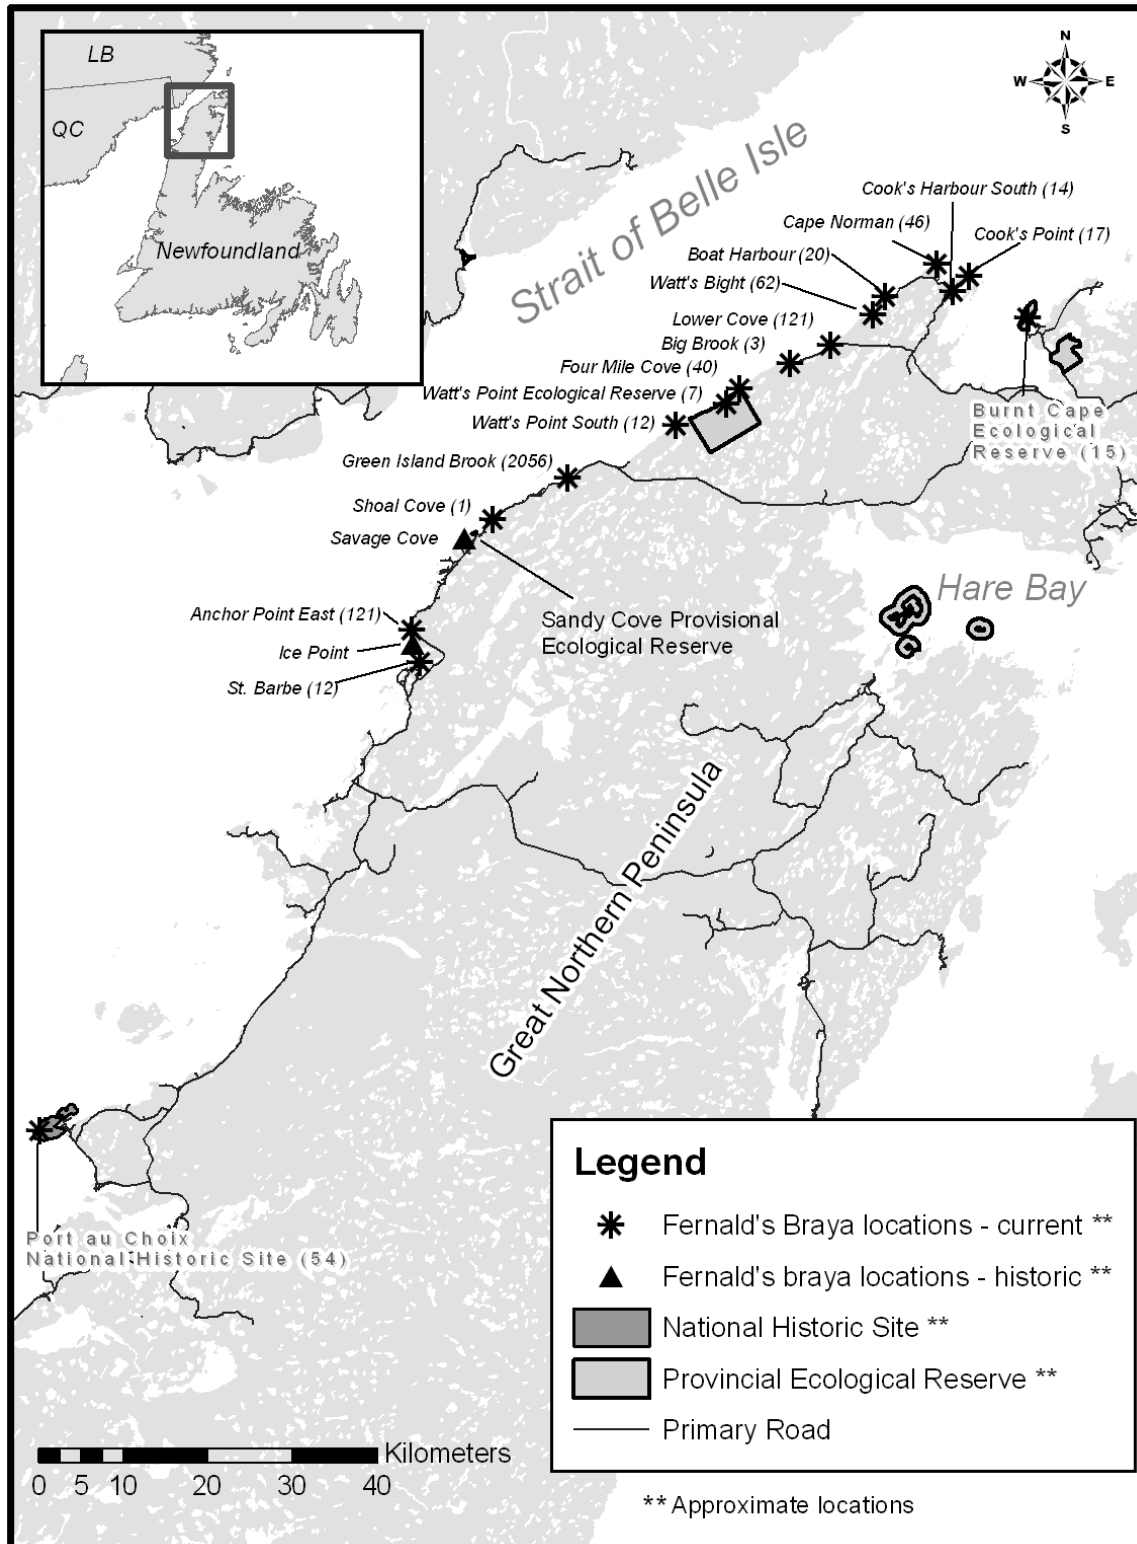 LB
QC
Newfoundland
N
W E
S
Strait of Belle Isle
Cook's Harbour South (14)
Cape Norman (46)
Cook's Point (17)
Boat Harbour (20)
Watt's Bight (62)
Lower Cove (121)
Big Brook (3)
Four Mile Cove (40)
Watt's Point Ecological Reserve (7)
Watt's Point South (12)
Burnt Cape
Ecological
Reserve (15)
Green Island Brook (2056)
Shoal Cove (1)
Savage Cove
Hare Bay
Anchor Point East (121)
Sandy Cove Provisional
Ecological Reserve
Ice Point
St. Barbe (12)
Great Northern Peninsula
Port au Choix
National Historic Site (54)
Legend
Fernald's Braya locations - current **
Fernald's braya locations - historic **
National Historic Site **
Provincial Ecological Reserve **
Primary Road
Kilometers
0 5 10 20 30 40
** Approximate locations